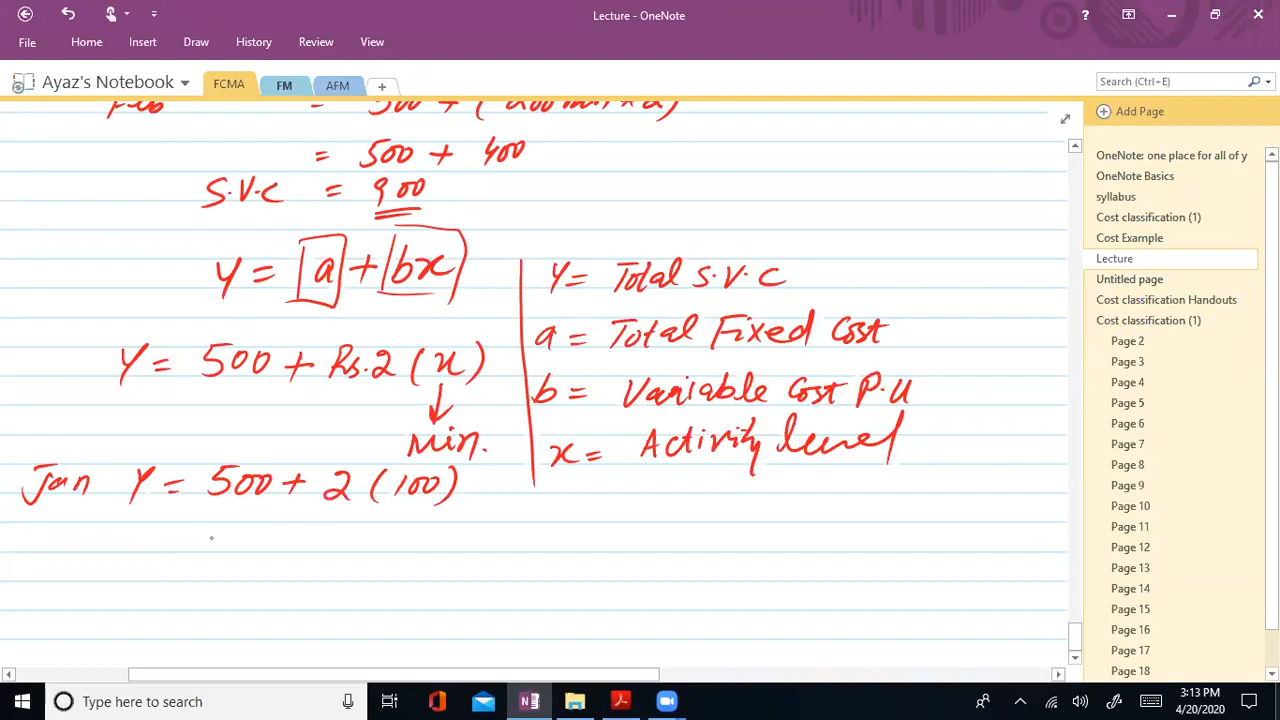 Lecture - OneNote
File Home Insert Draw History Review View
Ayaz's Notebook FCMA FM AFM
Search (Ctrl+E)
Feb = 500 + (200 min × 2)
= 500 + 400
S.V.C = 900
Y = a + bx
Y = 500 + Rs.2 (x)
Min.
Jan Y = 500 + 2 (100)
Y = Total S.V.C
a = Total Fixed Cost
b = Variable Cost P.U
x = Activity level
Add Page
OneNote: one place for all of y
OneNote Basics
syllabus
Cost classification (1)
Cost Example
Lecture
Untitled page
Cost classification Handouts
Cost classification (1)
Page 2
Page 3
Page 4
Page 5
Page 6
Page 7
Page 8
Page 9
Page 10
Page 11
Page 12
Page 13
Page 14
Page 15
Page 16
Page 17
Page 18
Type here to search
3:13 PM
4/20/2020